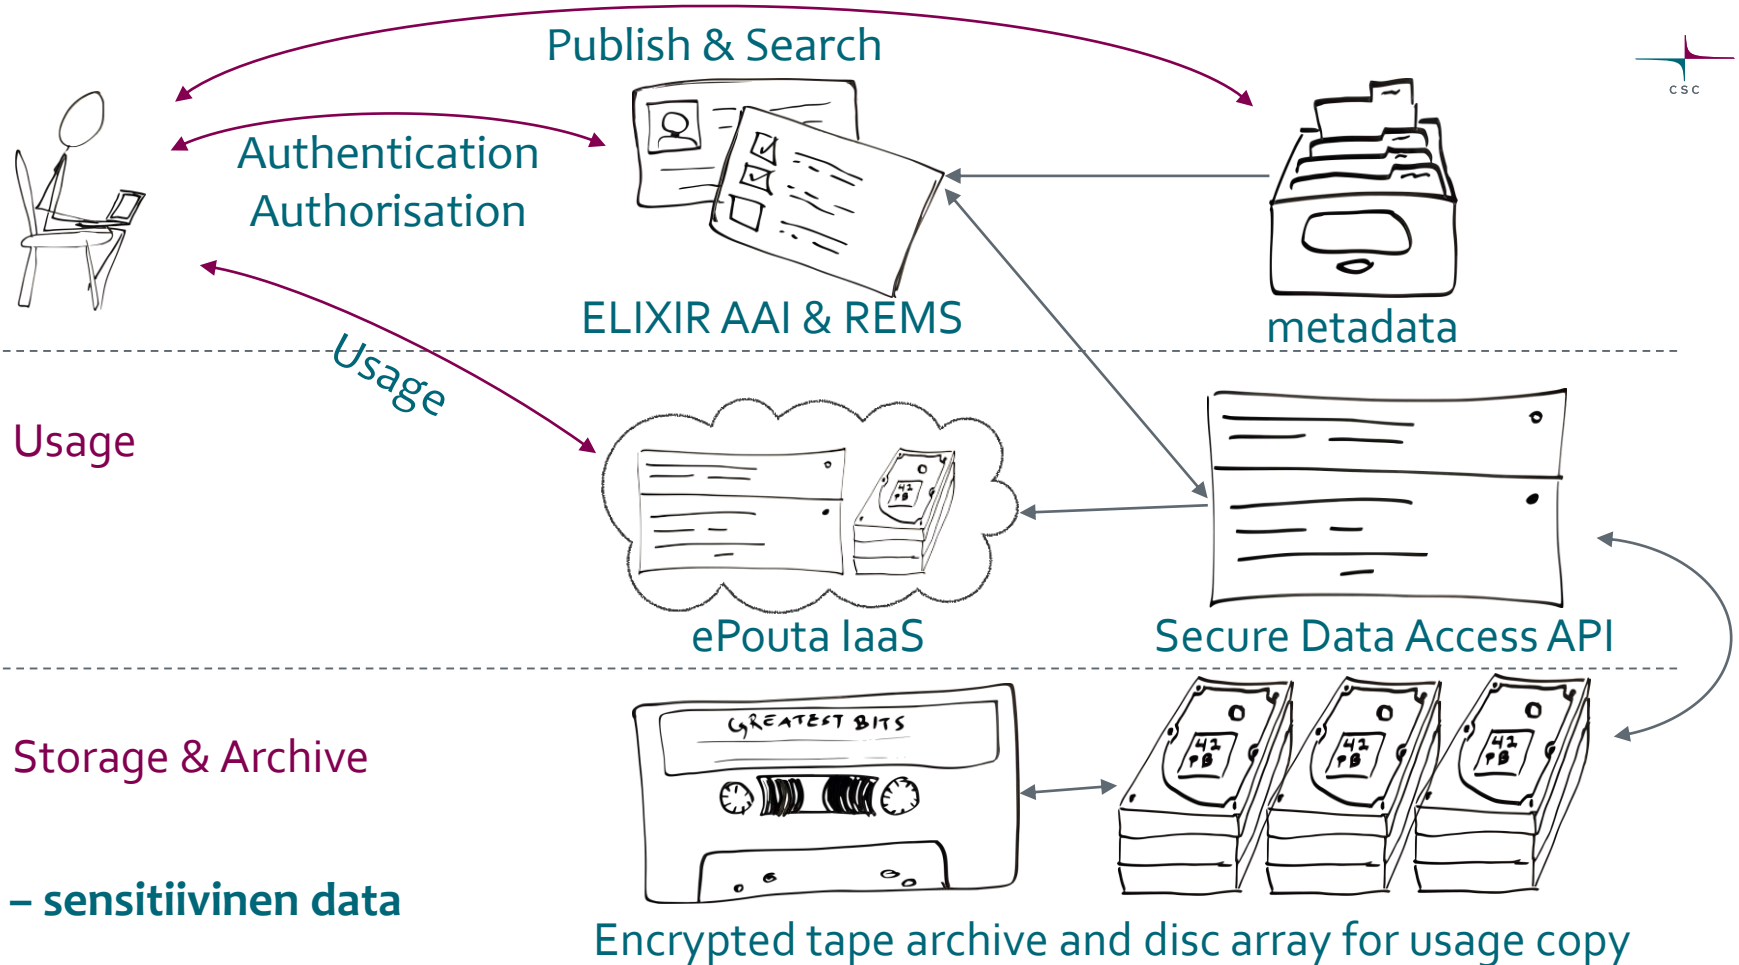 Publish & Search
csc
Authentication
Authorisation
ELIXIR AAI & REMS
metadata
Usage
Usage
42
PB
ePouta IaaS
Secure Data Access API
GREATEST BITS
42
PB
42
PB
42
PB
Storage & Archive
– sensitiivinen data
Encrypted tape archive and disc array for usage copy